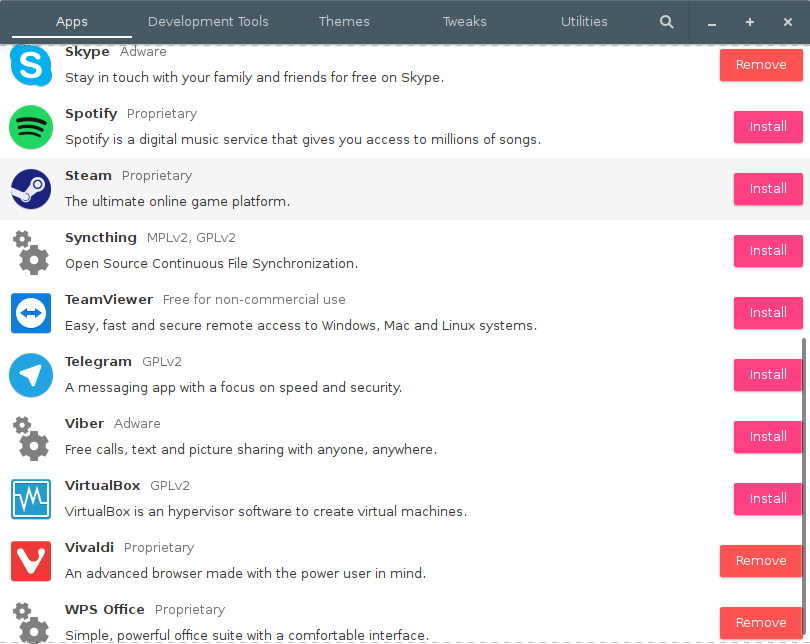 Apps Development Tools Themes Tweaks Utilities
Skype Adware
Stay in touch with your family and friends for free on Skype.
Remove
Spotify Proprietary
Spotify is a digital music service that gives you access to millions of songs.
Install
Steam Proprietary
The ultimate online game platform.
Install
Syncthing MPLv2, GPLv2
Open Source Continuous File Synchronization.
Install
TeamViewer Free for non-commercial use
Easy, fast and secure remote access to Windows, Mac and Linux systems.
Install
Telegram GPLv2
A messaging app with a focus on speed and security.
Install
Viber Adware
Free calls, text and picture sharing with anyone, anywhere.
Install
VirtualBox GPLv2
VirtualBox is an hypervisor software to create virtual machines.
Install
Vivaldi Proprietary
An advanced browser made with the power user in mind.
Remove
WPS Office Proprietary
Simple, powerful office suite with a comfortable interface.
Remove